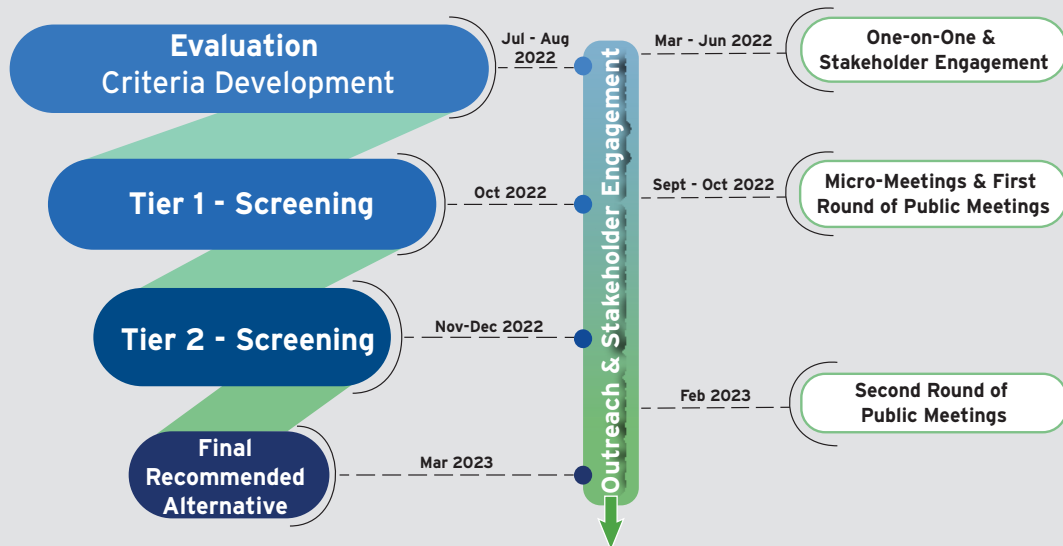 Evaluation
Criteria Development
Jul - Aug
2022
Mar - Jun 2022
One-on-One &
Stakeholder Engagement
Tier 1 - Screening
Oct 2022
Sept - Oct 2022
Micro-Meetings & First
Round of Public Meetings
Tier 2 - Screening
Nov-Dec 2022
Feb 2023
Second Round of
Public Meetings
Final
Recommended
Alternative
Mar 2023
Outreach & Stakeholder Engagement